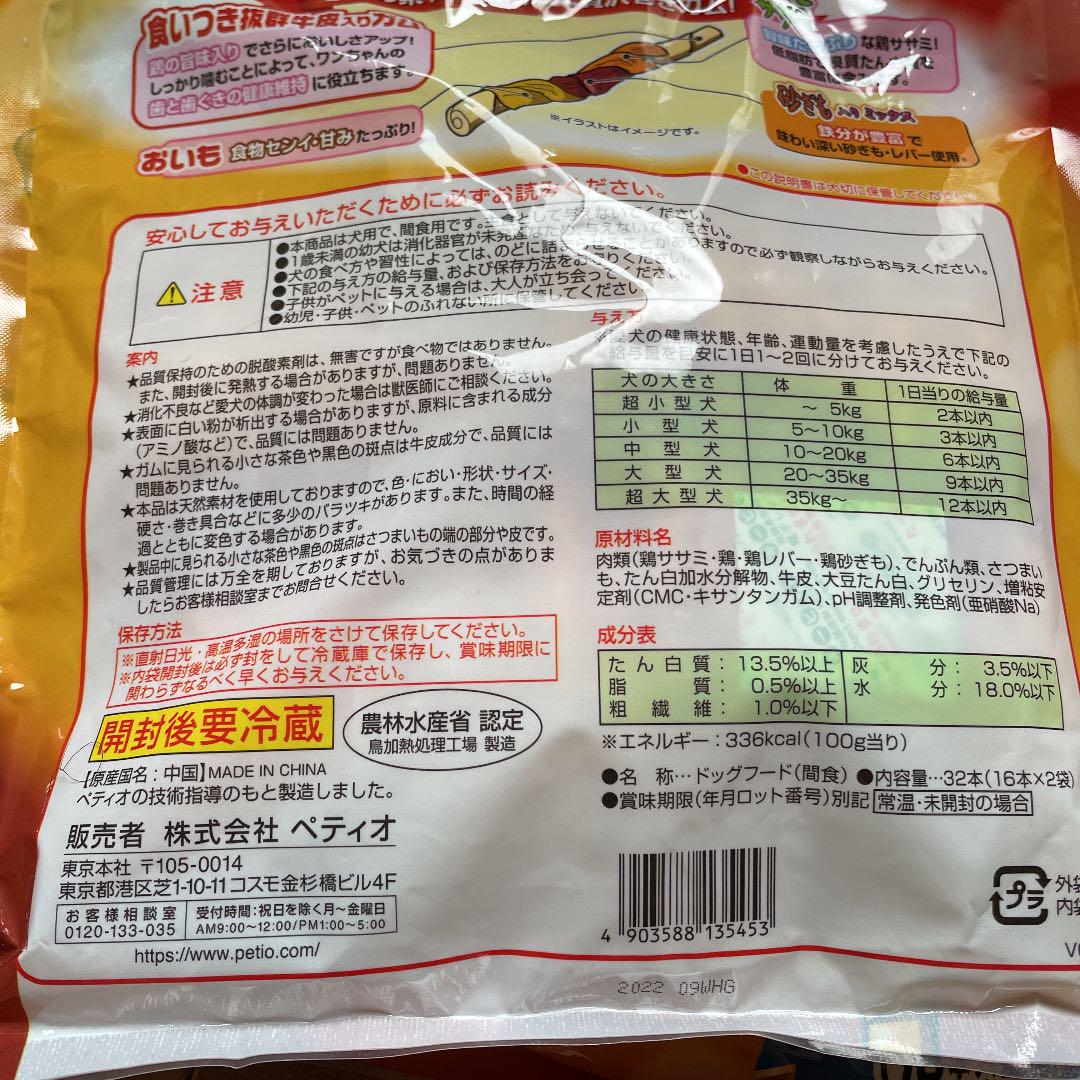 食いつき抜群牛皮入りガム
鶏の旨味入りでさらにおいしさアップ!
しっかり噛むことによって、ワンちゃんの
歯と歯ぐきの健康維持に役立ちます。
おいも 食物センイ・甘みたっぷり!
※イラストはイメージです。
な鶏ササミ!
低脂肪で良質たん
砂ぎも入りミックス
鉄分が豊富で
味わい深い砂ぎも・レバー使用。
●この説明書は大切に保管してください。
安心してお与えいただくために必ずお読みください。
注意
●本商品は犬用で、間食用です。主食として与えないでください。
●1歳未満の幼犬は消化器官が未発達なため、与えないでください。
●犬の食べ方や習性によっては、のどに詰まらせることがありますので必ず観察しながらお与えください。
●下記の与え方の給与量、および保存方法をお守りください。
●子供がペットに与える場合は、大人が立ち会ってください。
●幼児・子供・ペットのふれない所に保管してください。
案内
★品質保持のための脱酸素剤は、無害ですが食べ物ではありません。
また、開封後に発熱する場合がありますが、問題ありません。
★消化不良など愛犬の体調が変わった場合は獣医師にご相談ください。
★表面に白い粉が析出する場合がありますが、原料に含まれる成分
(アミノ酸など)で、品質には問題ありません。
★ガムに見られる小さな茶色や黒色の斑点は牛皮成分で、品質には
問題ありません。
★本品は天然素材を使用しておりますので、色・におい・形状・サイズ・
硬さ・巻き具合などに多少のバラツキがあります。また、時間の経
過とともに変色する場合があります。
★製品中に見られる小さな茶色や黒色の斑点はさつまいもの端の部分や皮です。
★品質管理には万全を期しておりますが、お気づきの点がありま
したらお客様相談室までお問合せください。
保存方法
※直射日光・高温多湿の場所をさけて保存してください。
※内袋開封後は必ず封をして冷蔵庫で保存し、賞味期限に
関わらずなるべく早くお与えください。
開封後要冷蔵
農林水産省 認定
鳥加熱処理工場 製造
【原産国名:中国】MADE IN CHINA
ペティオの技術指導のもと製造しました。
販売者 株式会社 ペティオ
東京本社 〒105-0014
東京都港区芝1-10-11 コスモ金杉橋ビル4F
お客様相談室 受付時間:祝日を除く月~金曜日
0120-133-035 AM9:00~12:00/PM1:00~5:00
https://www.petio.com/
与え方
※愛犬の健康状態、年齢、運動量を考慮したうえで下記の
給与量を目安に1日1~2回に分けてお与えください。
犬の大きさ 体重 1日当りの給与量
超小型犬 ~5kg 2本以内
小型犬 5~10kg 3本以内
中型犬 10~20kg 6本以内
大型犬 20~35kg 9本以内
超大型犬 35kg~ 12本以内
原材料名
肉類(鶏ササミ・鶏・鶏レバー・鶏砂ぎも)、でんぷん類、さつまい
も、たん白加水分解物、牛皮、大豆たん白、グリセリン、増粘安
定剤(CMC・キサンタンガム)、pH調整剤、発色剤(亜硝酸Na)
成分表
たん白質:13.5%以上 灰分:3.5%以下
脂質:0.5%以上 水分:18.0%以下
粗繊維:1.0%以下
※エネルギー:336kcal(100g当り)
●名 称…ドッグフード(間食) ●内容量…32本(16本×2袋)
●賞味期限(年月ロット番号)別記 常温・未開封の場合
4 903588 135453
プラ
外袋
内袋
2022 09WHG